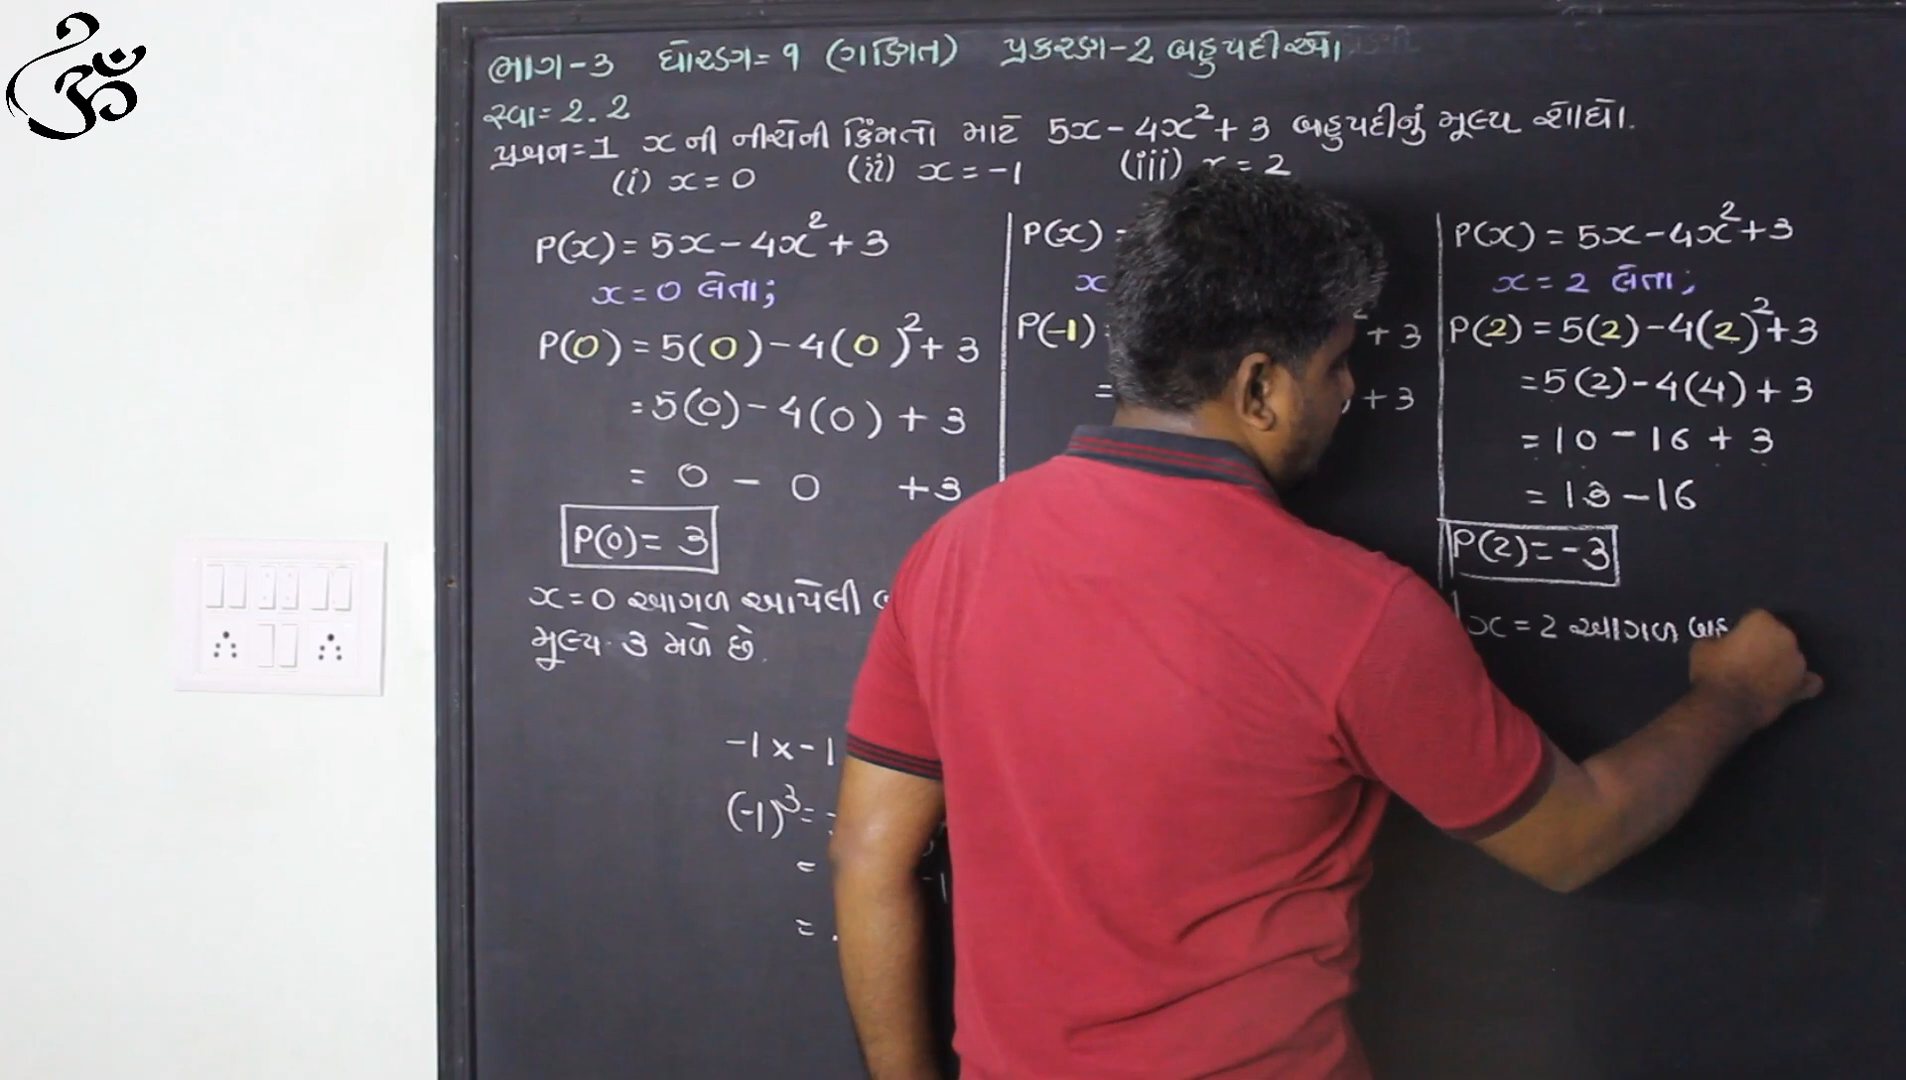 ભાગ-3 ધોરણ=9 (ગણિત) પ્રકરણ-2 બહુપદીઓ
સ્વા=2.2
પ્રશ્ન=1 x ની નીચેની કિંમતો માટે 5x-4x²+3 બહુપદીનું મૂલ્ય શોધો.
(i) x=0 (ii) x=-1 (iii) x=2
P(x)=5x-4x²+3
x=0 લેતા;
P(0)=5(0)-4(0)²+3
=5(0)-4(0)+3
=0-0+3
P(0)=3
x=0 આગળ આપેલી
મૂલ્ય 3 મળે છે.
-1x-1
(-1)³=
=
=
P(x)
x
P(-1) +3
= +3
P(x)=5x-4x²+3
x=2 લેતા;
P(2)=5(2)-4(2)²+3
=5(2)-4(4)+3
=10-16+3
=13-16
P(2)=-3
x=2 આગળ બહુ